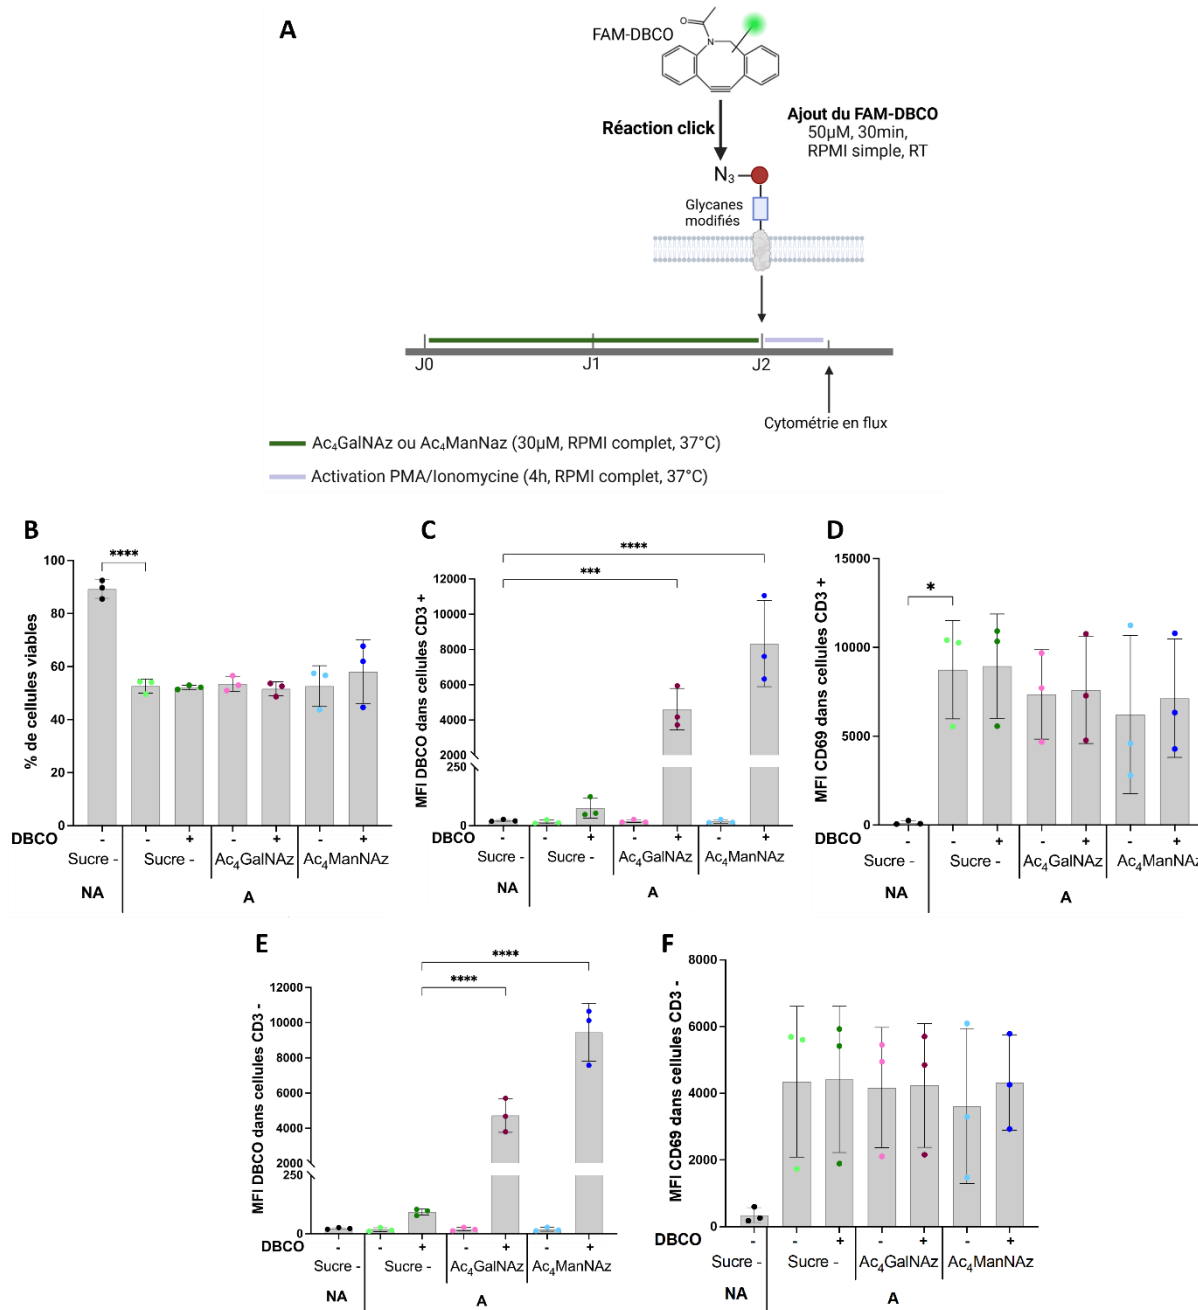 A
FAM-DBCO
O
N
Réaction click
Ajout du FAM-DBCO
50µM, 30min,
RPMI simple, RT
N₃
Glycanes
modifiés
J0
J1
J2
Cytométrie en flux
Ac₄GalNAz ou Ac₄ManNaz (30µM, RPMI complet, 37°C)
Activation PMA/Ionomycine (4h, RPMI complet, 37°C)
B
% de cellules viables
100
80
60
40
20
0
****
DBCO - - + - + - +
Sucre - Sucre - Ac₄GalNAz Ac₄ManNAz
NA A
C
MFI DBCO dans cellules CD3 +
12000
10000
8000
6000
4000
2000
250
0
****
***
DBCO - - + - + - +
Sucre - Sucre - Ac₄GalNAz Ac₄ManNAz
NA A
D
MFI CD69 dans cellules CD3 +
15000
10000
5000
0
*
DBCO - - + - + - +
Sucre - Sucre - Ac₄GalNAz Ac₄ManNAz
NA A
E
MFI DBCO dans cellules CD3 -
12000
10000
8000
6000
4000
2000
250
0
****
****
DBCO - - + - + - +
Sucre - Sucre - Ac₄GalNAz Ac₄ManNAz
NA A
F
MFI CD69 dans cellules CD3 -
8000
6000
4000
2000
0
DBCO - - + - + - +
Sucre - Sucre - Ac₄GalNAz Ac₄ManNAz
NA A